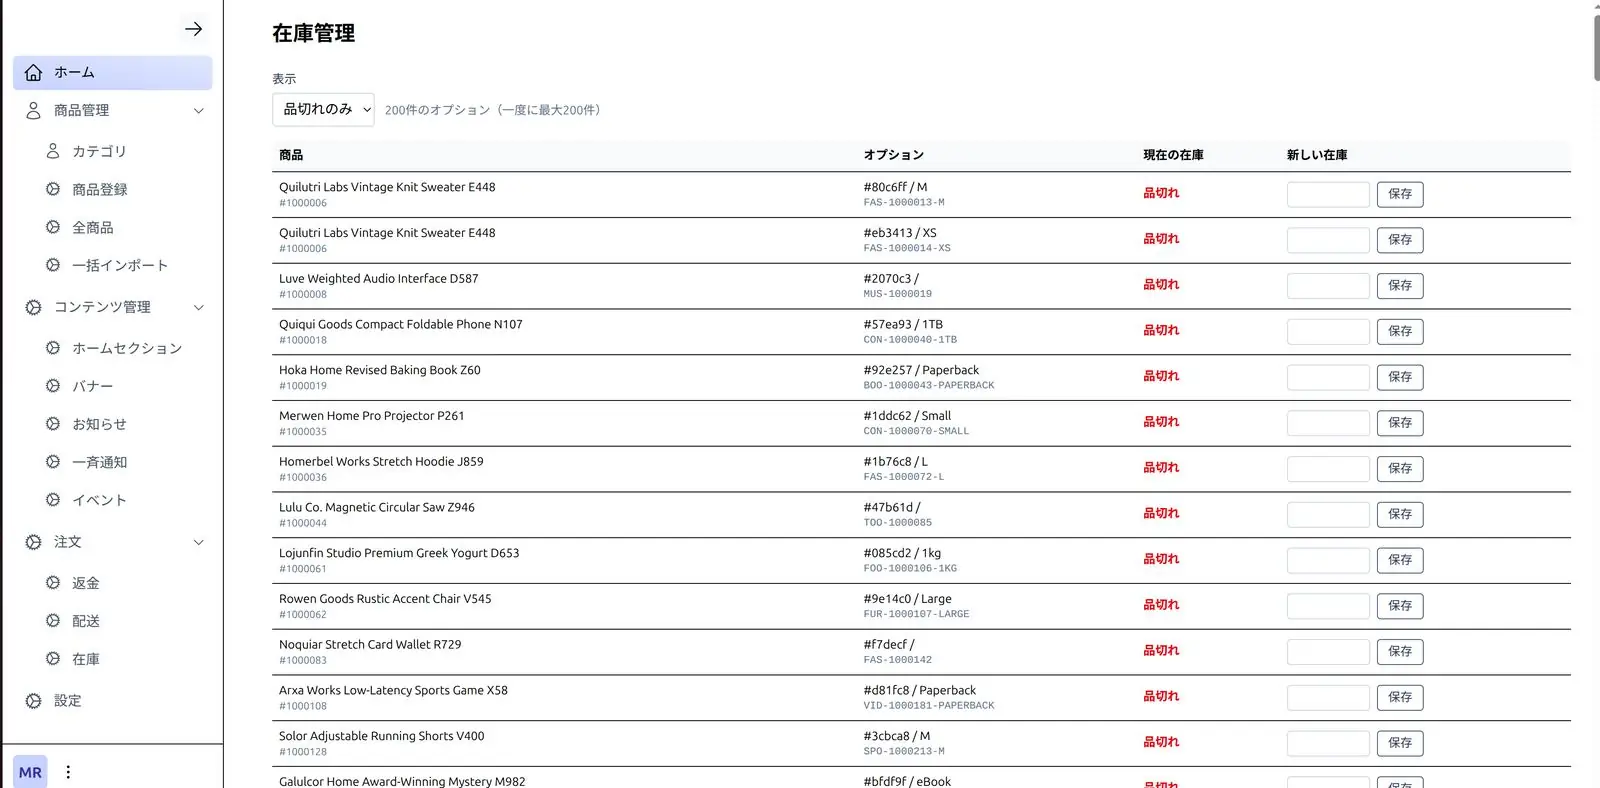 ホーム
商品管理
カテゴリ
商品登録
全商品
一括インポート
コンテンツ管理
ホームセクション
バナー
お知らせ
一斉通知
イベント
注文
返金
配送
在庫
設定
MR
在庫管理
表示
品切れのみ 200件のオプション（一度に最大200件）
商品 オプション 現在の在庫 新しい在庫
Quilutri Labs Vintage Knit Sweater E448 #80c6ff / M 品切れ 保存
#1000006 FAS-1000013-M
Quilutri Labs Vintage Knit Sweater E448 #eb3413 / XS 品切れ 保存
#1000006 FAS-1000014-XS
Luve Weighted Audio Interface D587 #2070c3 / 品切れ 保存
#1000008 MUS-1000019
Quiqui Goods Compact Foldable Phone N107 #57ea93 / 1TB 品切れ 保存
#1000018 CON-1000040-1TB
Hoka Home Revised Baking Book Z60 #92e257 / Paperback 品切れ 保存
#1000019 BOO-1000043-PAPERBACK
Merwen Home Pro Projector P261 #1ddc62 / Small 品切れ 保存
#1000035 CON-1000070-SMALL
Homerbel Works Stretch Hoodie J859 #1b76c8 / L 品切れ 保存
#1000036 FAS-1000072-L
Lulu Co. Magnetic Circular Saw Z946 #47b61d / 品切れ 保存
#1000044 TOO-1000085
Lojunfin Studio Premium Greek Yogurt D653 #085cd2 / 1kg 品切れ 保存
#1000061 FOO-1000106-1KG
Rowen Goods Rustic Accent Chair V545 #9e14c0 / Large 品切れ 保存
#1000062 FUR-1000107-LARGE
Noquiar Stretch Card Wallet R729 #f7decf / 品切れ 保存
#1000083 FAS-1000142
Arxa Works Low-Latency Sports Game X58 #d81fc8 / Paperback 品切れ 保存
#1000108 VID-1000181-PAPERBACK
Solor Adjustable Running Shorts V400 #3cbca8 / M 品切れ 保存
#1000128 SPO-1000213-M
Galulcor Home Award-Winning Mystery M982 #bfdf9f / eBook 品切れ 保存